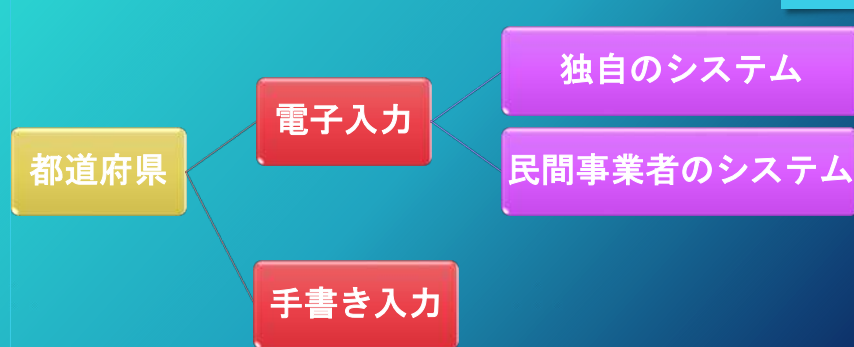 独自のシステム
電子入力
都道府県
民間事業者のシステム
手書き入力